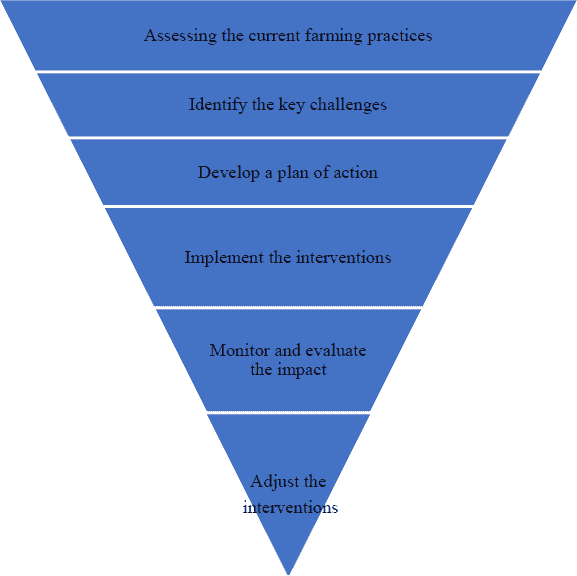 Assessing the current farming practices
Identify the key challenges
Develop a plan of action
Implement the interventions
Monitor and evaluate
the impact
Adjust the
interventions